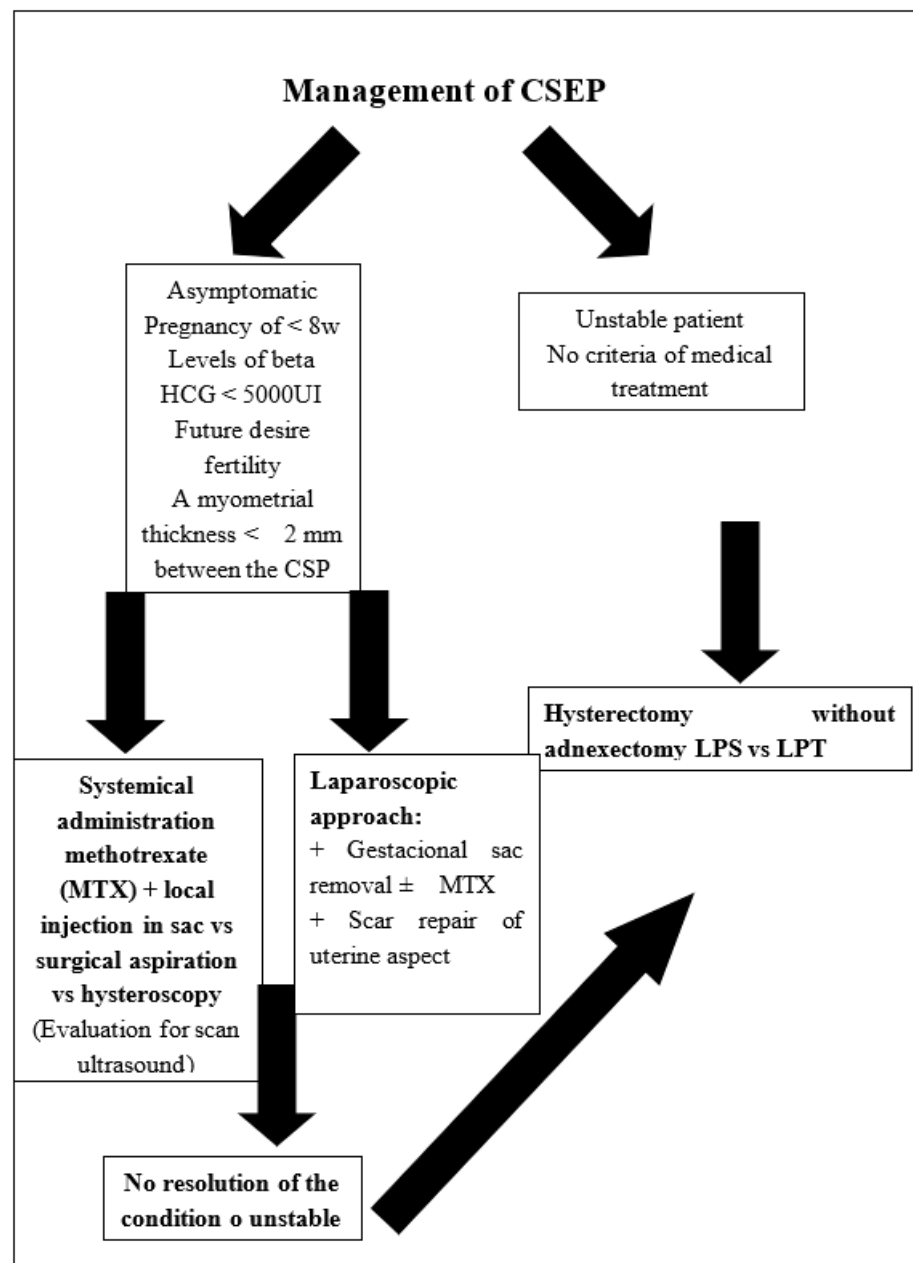 Management of CSEP
Asymptomatic
Pregnancy of < 8w
Levels of beta
HCG < 5000UI
Future desire
fertility
A myometrial
thickness < 2 mm
between the CSP
Unstable patient
No criteria of medical
treatment
Systemical
administration
methotrexate
(MTX) + local
injection in sac vs
surgical aspiration
vs hysteroscopy
(Evaluation for scan
ultrasound)
Laparoscopic
approach:
+ Gestacional sac
removal ± MTX
+ Scar repair of
uterine aspect
Hysterectomy without
adnexectomy LPS vs LPT
No resolution of the
condition o unstable